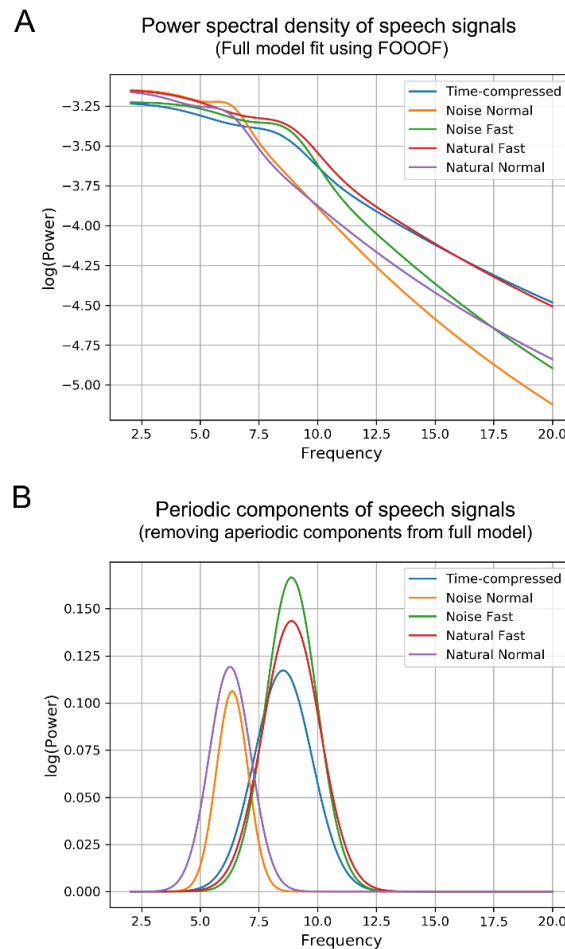 A
Power spectral density of speech signals
(Full model fit using FOOOF)
Time-compressed
Noise Normal
Noise Fast
Natural Fast
Natural Normal
−3.25
−3.50
−3.75
−4.00
−4.25
−4.50
−4.75
−5.00
log(Power)
2.5 5.0 7.5 10.0 12.5 15.0 17.5 20.0
Frequency
B
Periodic components of speech signals
(removing aperiodic components from full model)
Time-compressed
Noise Normal
Noise Fast
Natural Fast
Natural Normal
0.150
0.125
0.100
0.075
0.050
0.025
0.000
log(Power)
2.5 5.0 7.5 10.0 12.5 15.0 17.5 20.0
Frequency